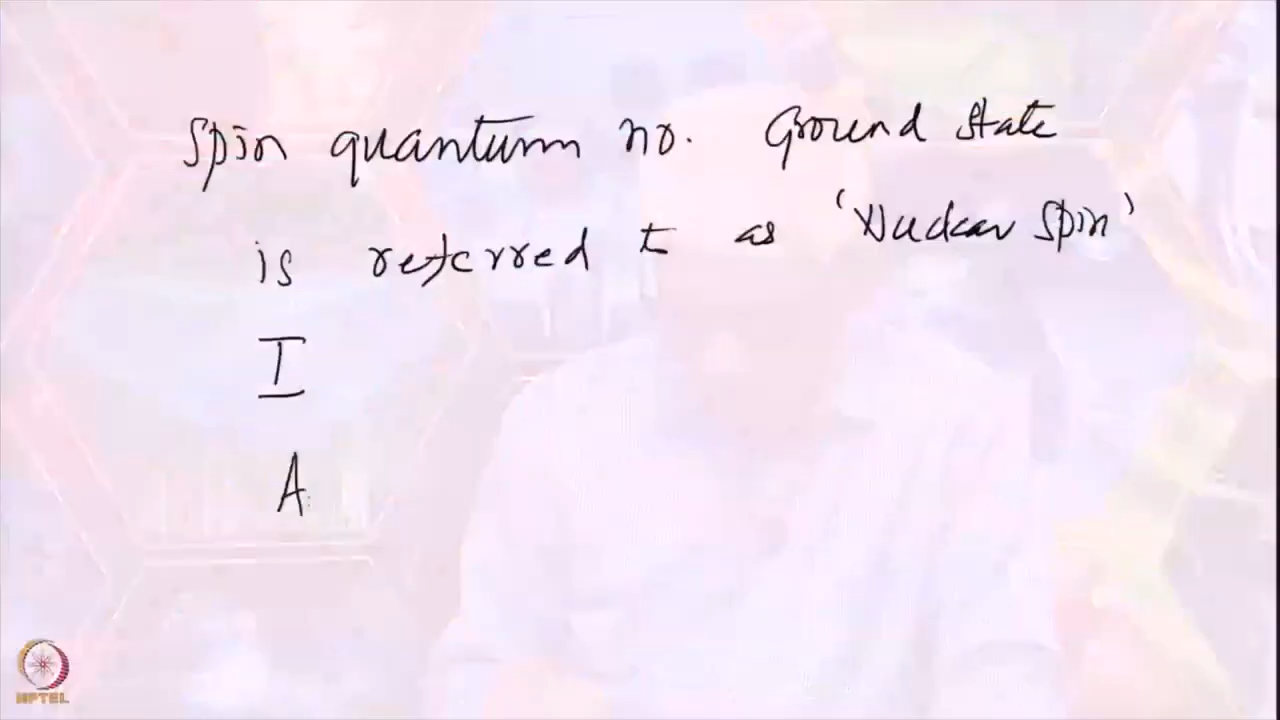 Spin quantum no. Ground State
is referred to as 'Nuclear Spin'
I
A
NPTEL